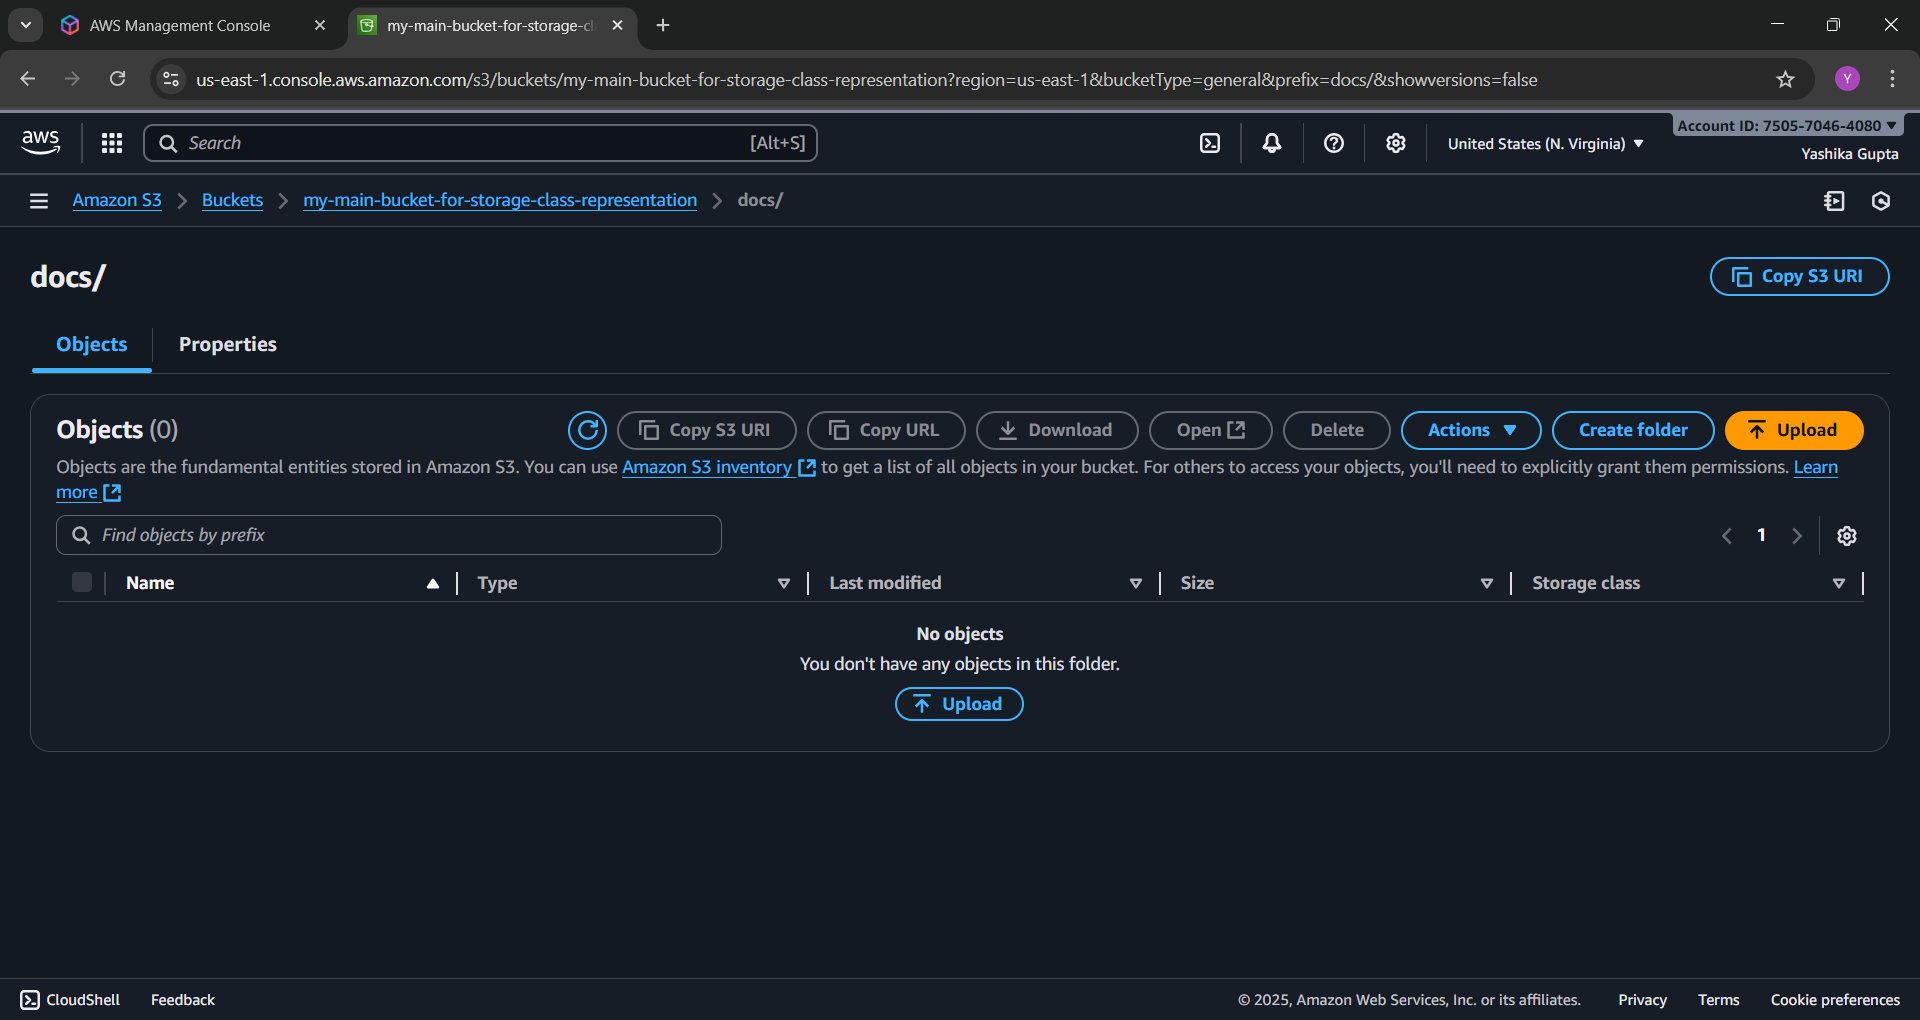 AWS Management Console
my-main-bucket-for-storage-cl
us-east-1.console.aws.amazon.com/s3/buckets/my-main-bucket-for-storage-class-representation?region=us-east-1&bucketType=general&prefix=docs/&showversions=false
Y
aws
Search
[Alt+S]
United States (N. Virginia)
Account ID: 7505-7046-4080
Yashika Gupta
Amazon S3 > Buckets > my-main-bucket-for-storage-class-representation > docs/
docs/
Copy S3 URI
Objects
Properties
Objects (0)
Copy S3 URI
Copy URL
Download
Open
Delete
Actions
Create folder
Upload
Objects are the fundamental entities stored in Amazon S3. You can use Amazon S3 inventory to get a list of all objects in your bucket. For others to access your objects, you'll need to explicitly grant them permissions. Learn
more
Find objects by prefix
1
Name
Type
Last modified
Size
Storage class
No objects
You don't have any objects in this folder.
Upload
CloudShell
Feedback
© 2025, Amazon Web Services, Inc. or its affiliates.
Privacy
Terms
Cookie preferences